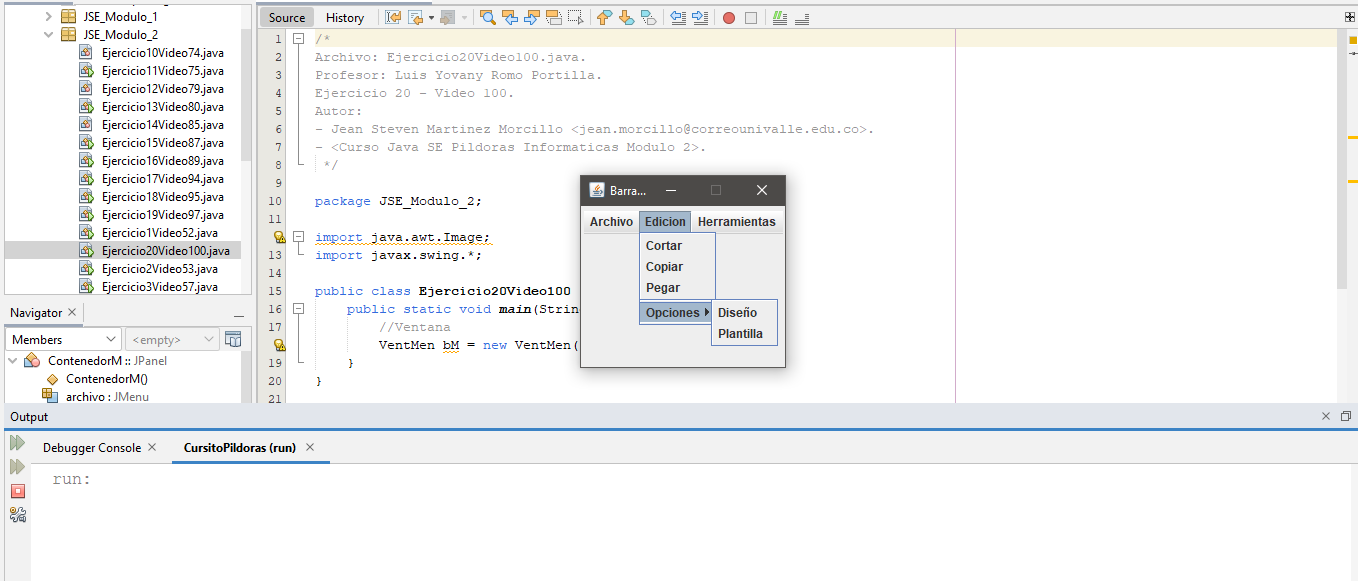 JSE_Modulo_1
JSE_Modulo_2
Ejercicio10Video74.java
Ejercicio11Video75.java
Ejercicio12Video79.java
Ejercicio13Video80.java
Ejercicio14Video85.java
Ejercicio15Video87.java
Ejercicio16Video89.java
Ejercicio17Video94.java
Ejercicio18Video95.java
Ejercicio19Video97.java
Ejercicio1Video52.java
Ejercicio20Video100.java
Ejercicio2Video53.java
Ejercicio3Video57.java
Navigator
Members
<empty>
ContenedorM :: JPanel
ContenedorM()
archivo : JMenu
Source History
1 /*
2 Archivo: Ejercicio20Video100.java.
3 Profesor: Luis Yovany Romo Portilla.
4 Ejercicio 20 - Video 100.
5 Autor:
6 - Jean Steven Martinez Morcillo <jean.morcillo@correounivalle.edu.co>.
7 - <Curso Java SE Pildoras Informaticas Modulo 2>.
8 */
9
10 package JSE_Modulo_2;
11
import java.awt.Image;
13 import javax.swing.*;
14
15 public class Ejercicio20Video100
16 public static void main(Strin
17 //Ventana
VentMen bM = new VentMen(
19 }
20 }
21
Barra...
Archivo Edicion Herramientas
Cortar
Copiar
Pegar
Opciones
Diseño
Plantilla
Output
Debugger Console CursitoPildoras (run)
run: